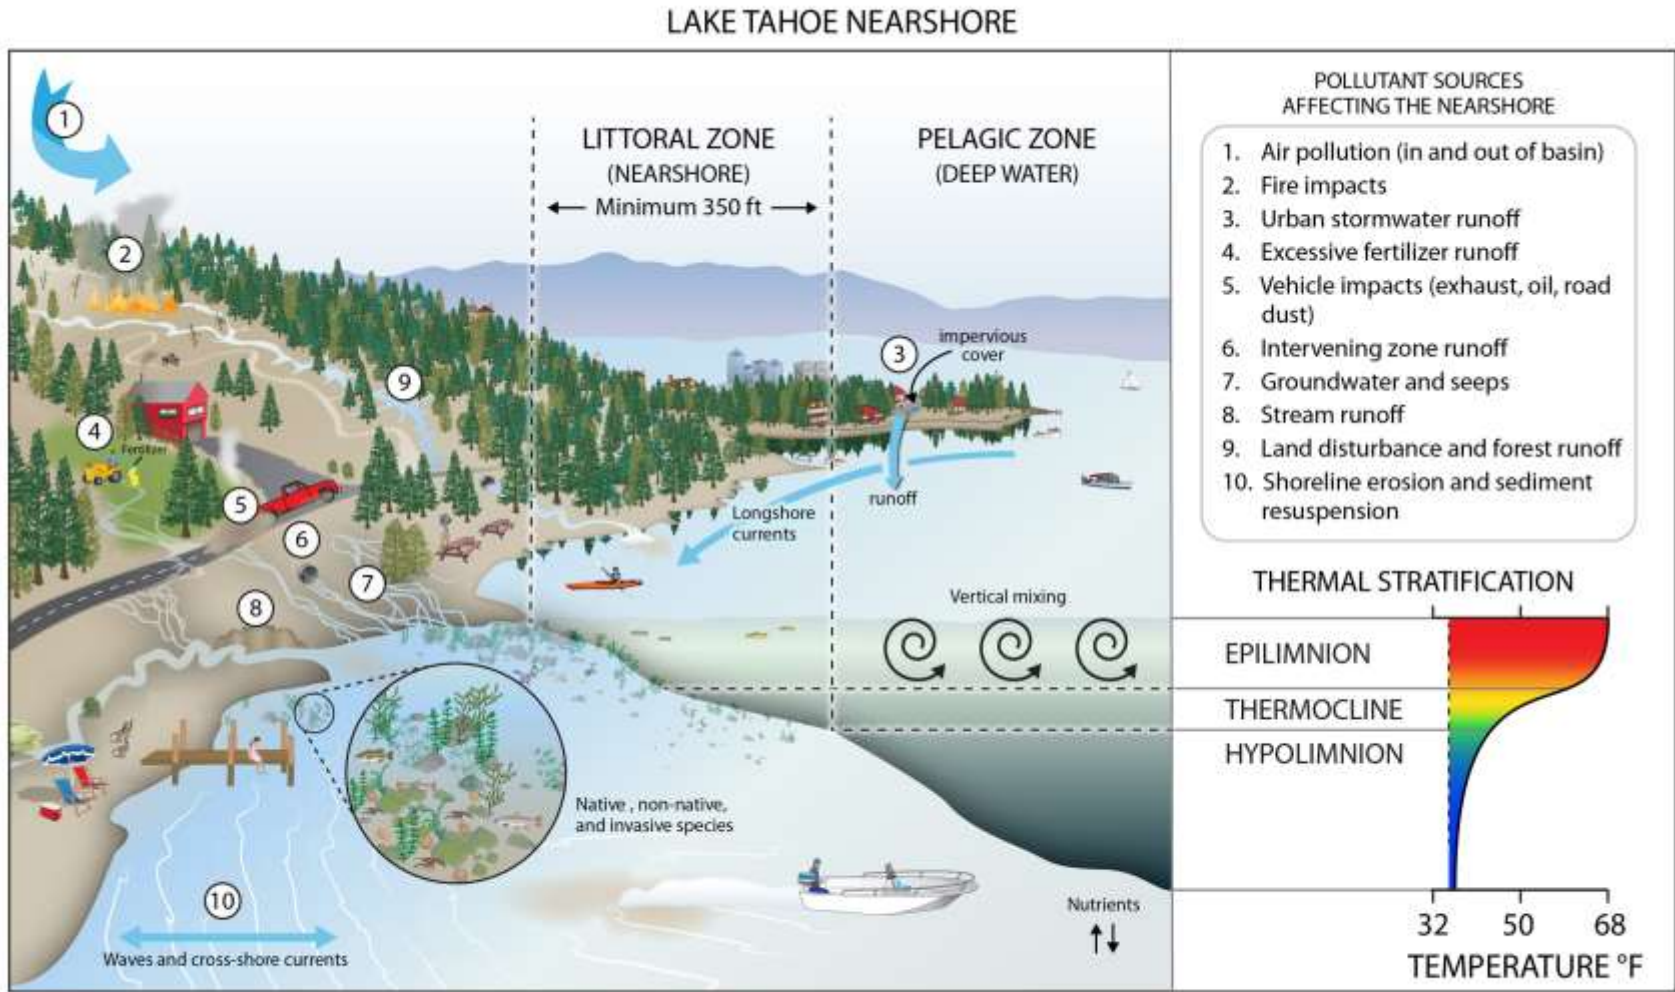 LAKE TAHOE NEARSHORE
1
LITTORAL ZONE
(NEARSHORE)
Minimum 350 ft
PELAGIC ZONE
(DEEP WATER)
2
3
impervious
cover
9
4
Fertilizer
5
runoff
Longshore
currents
6
7
8
Vertical mixing
Native , non-native,
and invasive species
10
Waves and cross-shore currents
Nutrients
POLLUTANT SOURCES
AFFECTING THE NEARSHORE
1. Air pollution (in and out of basin)
2. Fire impacts
3. Urban stormwater runoff
4. Excessive fertilizer runoff
5. Vehicle impacts (exhaust, oil, road
dust)
6. Intervening zone runoff
7. Groundwater and seeps
8. Stream runoff
9. Land disturbance and forest runoff
10. Shoreline erosion and sediment
resuspension
THERMAL STRATIFICATION
32 50 68
EPILIMNION
THERMOCLINE
HYPOLIMNION
32 50 68
TEMPERATURE °F